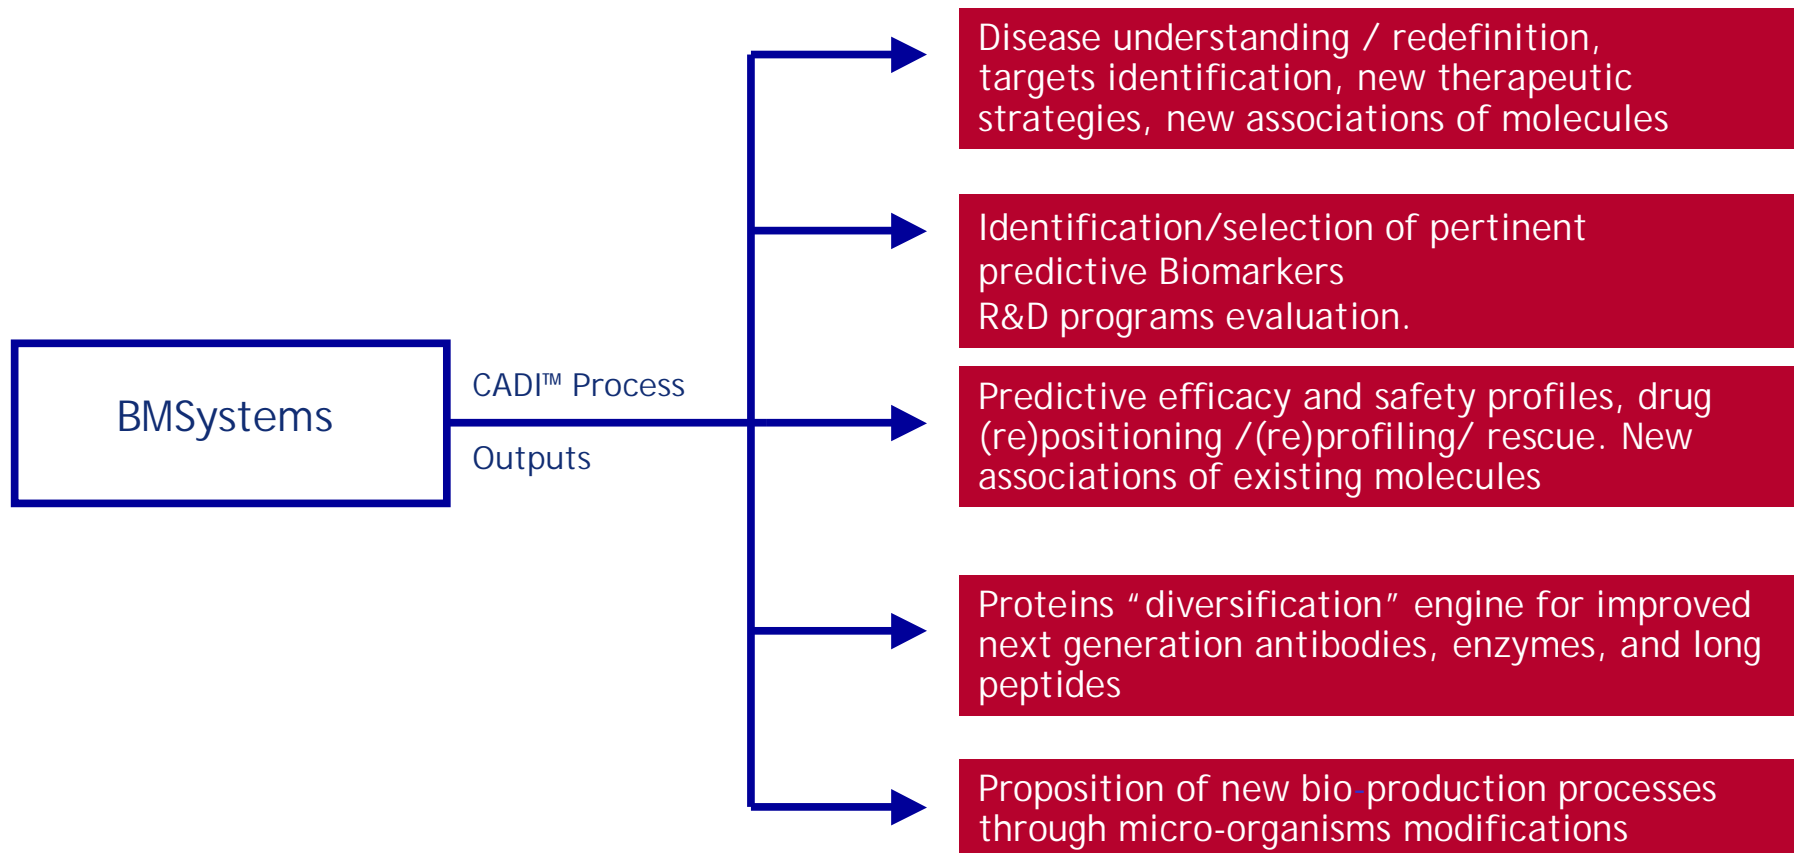 Disease understanding / redefinition,
targets identification, new therapeutic
strategies, new associations of molecules
Identification/selection of pertinent
predictive Biomarkers
R&D programs evaluation.
BMSystems
CADI™ Process
Outputs
Predictive efficacy and safety profiles, drug
(re)positioning /(re)profiling/ rescue. New
associations of existing molecules
Proteins “diversification” engine for improved
next generation antibodies, enzymes, and long
peptides
Proposition of new bio-production processes
through micro-organisms modifications